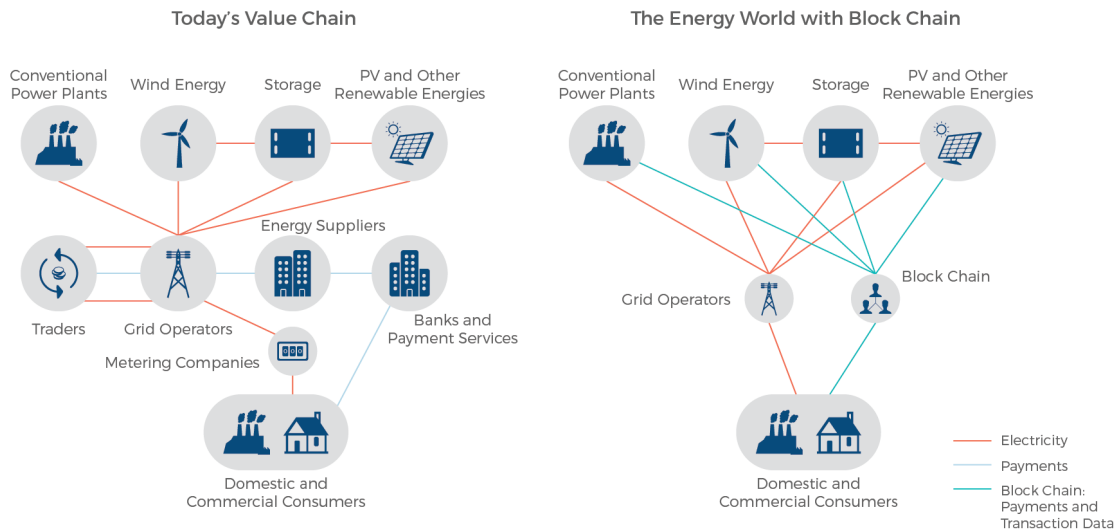 Today's Value Chain
Conventional
Power Plants
Wind Energy
Storage
PV and Other
Renewable Energies
Energy Suppliers
Traders
Grid Operators
Banks and
Payment Services
Metering Companies
Domestic and
Commercial Consumers
The Energy World with Block Chain
Conventional
Power Plants
Wind Energy
Storage
PV and Other
Renewable Energies
Grid Operators
Block Chain
Domestic and
Commercial Consumers
Electricity
Payments
Block Chain:
Payments and
Transaction Data